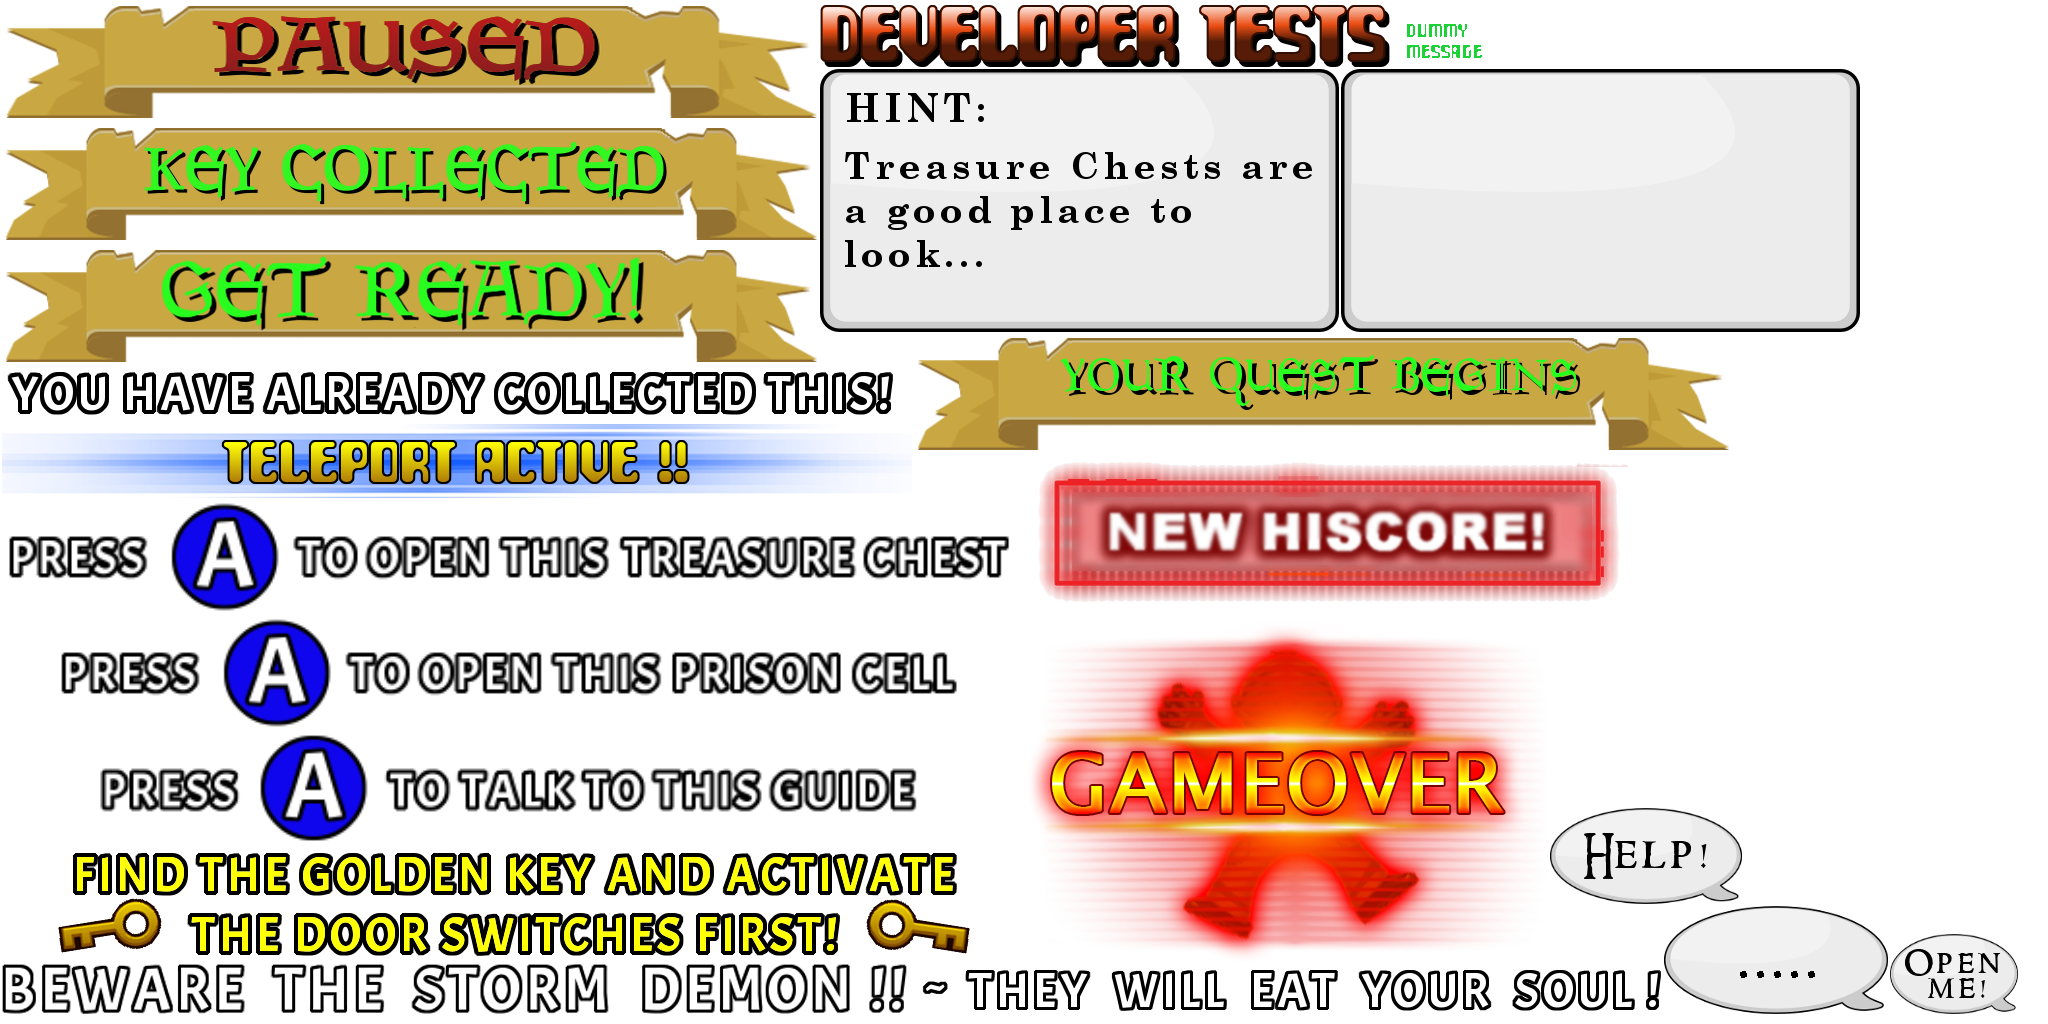 PAUSED
DEVELOPER TESTS
DUMMY
MESSAGE
HINT:
Treasure Chests are
a good place to
look...
KEY COLLECTED
GET READY!
YOUR QUEST BEGINS
YOU HAVE ALREADY COLLECTED THIS!
TELEPORT ACTIVE !!
NEW HISCORE!
PRESS A TO OPEN THIS TREASURE CHEST
PRESS A TO OPEN THIS PRISON CELL
PRESS A TO TALK TO THIS GUIDE
GAMEOVER
HELP!
FIND THE GOLDEN KEY AND ACTIVATE
THE DOOR SWITCHES FIRST!
BEWARE THE STORM DEMON !! ~ THEY WILL EAT YOUR SOUL !
.....
OPEN
ME!